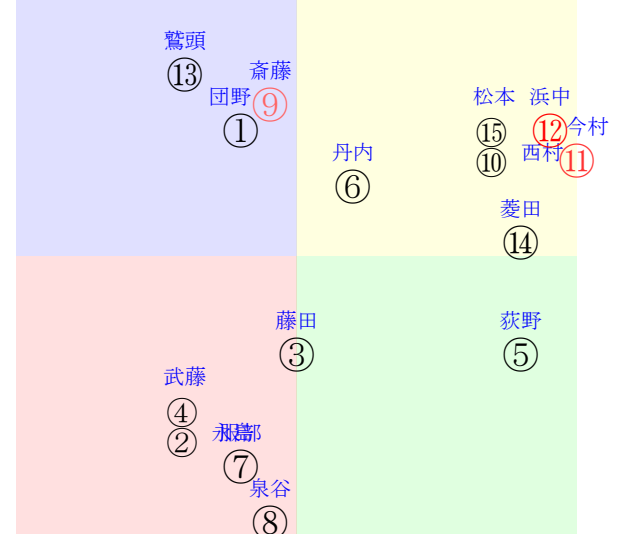 鷲頭
⑬
斎藤
団野
⑨
①
松本 浜中
⑮ ⑫ 今村
丹内
西村
⑩ ⑪
⑥
菱田
⑭
藤田
荻野
③
⑤
武藤
④
②
⑦
泉谷
⑧